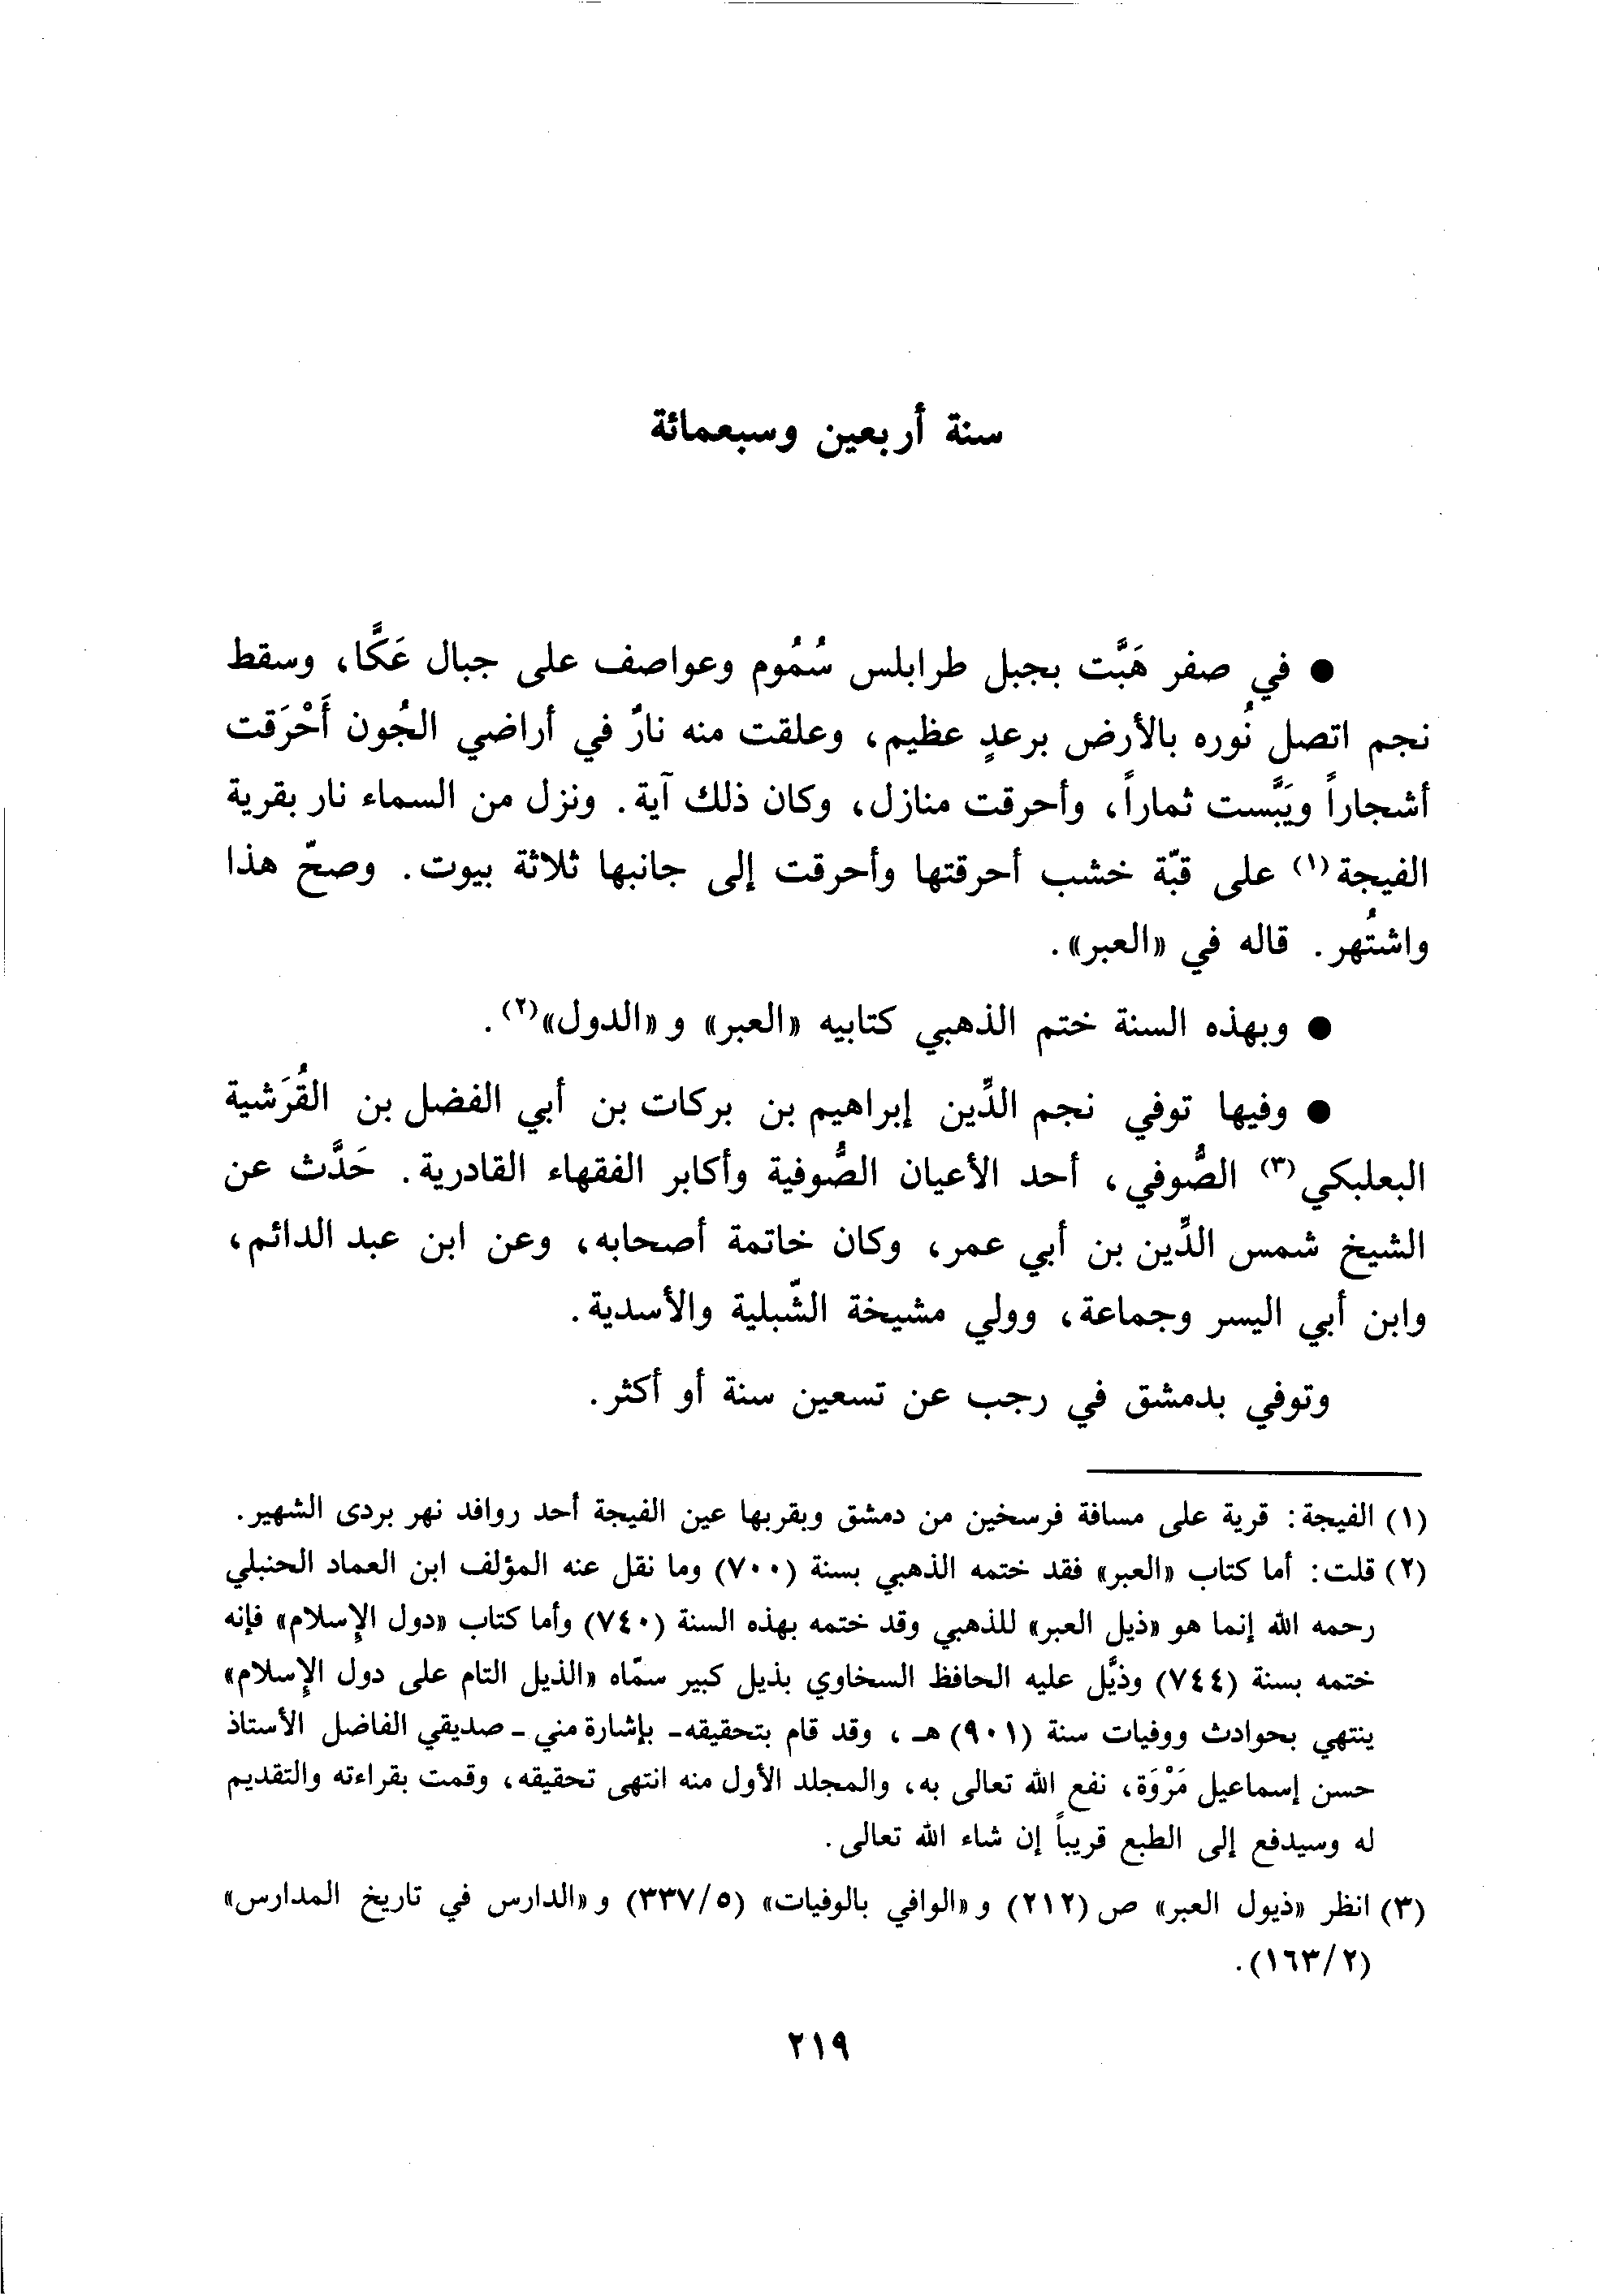 سنة أربعين وسبعمائة
● في صفر هَبَّت بجبل طرابلس سُمُوم وعواصف على جبال عَكَّا، وسقط
نجم اتصل نُوره بالأرض برعدٍ عظيم، وعلقت منه نارٌ في أراضي الجُون أَحْرَقت
أشجاراً ويَبَّست ثماراً، وأحرقت منازل، وكان ذلك آية. ونزل من السماء نار بقرية
الفيجة(١) على قبّة خشب أحرقتها وأحرقت إلى جانبها ثلاثة بيوت. وصحّ هذا
واشتُهر. قاله في «العبر».
● وبهذه السنة ختم الذهبي كتابيه «العبر» و«الدول»(٢).
● وفيها توفي نجم الدِّين إبراهيم بن بركات بن أبي الفضل بن القُرَشية
البعلبكي(٣) الصُّوفي، أحد الأعيان الصُّوفية وأكابر الفقهاء القادرية. حَدَّث عن
الشيخ شمس الدِّين بن أبي عمر، وكان خاتمة أصحابه، وعن ابن عبد الدائم،
وابن أبي اليسر وجماعة، وولي مشيخة الشّبلية والأسدية.
وتوفي بدمشق في رجب عن تسعين سنة أو أكثر.
(١) الفيجة: قرية على مسافة فرسخين من دمشق وبقربها عين الفيجة أحد روافد نهر بردى الشهير.
(٢) قلت: أما كتاب «العبر» فقد ختمه الذهبي بسنة (٧٠٠) وما نقل عنه المؤلف ابن العماد الحنبلي
رحمه الله إنما هو «ذيل العبر» للذهبي وقد ختمه بهذه السنة (٧٤٠) وأما كتاب «دول الإسلام» فإنه
ختمه بسنة (٧٤٤) وذيَّل عليه الحافظ السخاوي بذيل كبير سمّاه «الذيل التام على دول الإسلام»
ينتهي بحوادث ووفيات سنة (٩٠١) هـ ، وقد قام بتحقيقه- بإشارة مني - صديقي الفاضل الأستاذ
حسن إسماعيل مَرْوَة، نفع الله تعالى به، والمجلد الأول منه انتهى تحقيقه، وقمت بقراءته والتقديم
له وسيدفع إلى الطبع قريباً إن شاء الله تعالى.
(٣) انظر «ذيول العبر» ص (٢١٢) و«الوافي بالوفيات» (٣٣٧/٥) و«الدارس في تاريخ المدارس»
(١٦٣/٢).
٢١٩